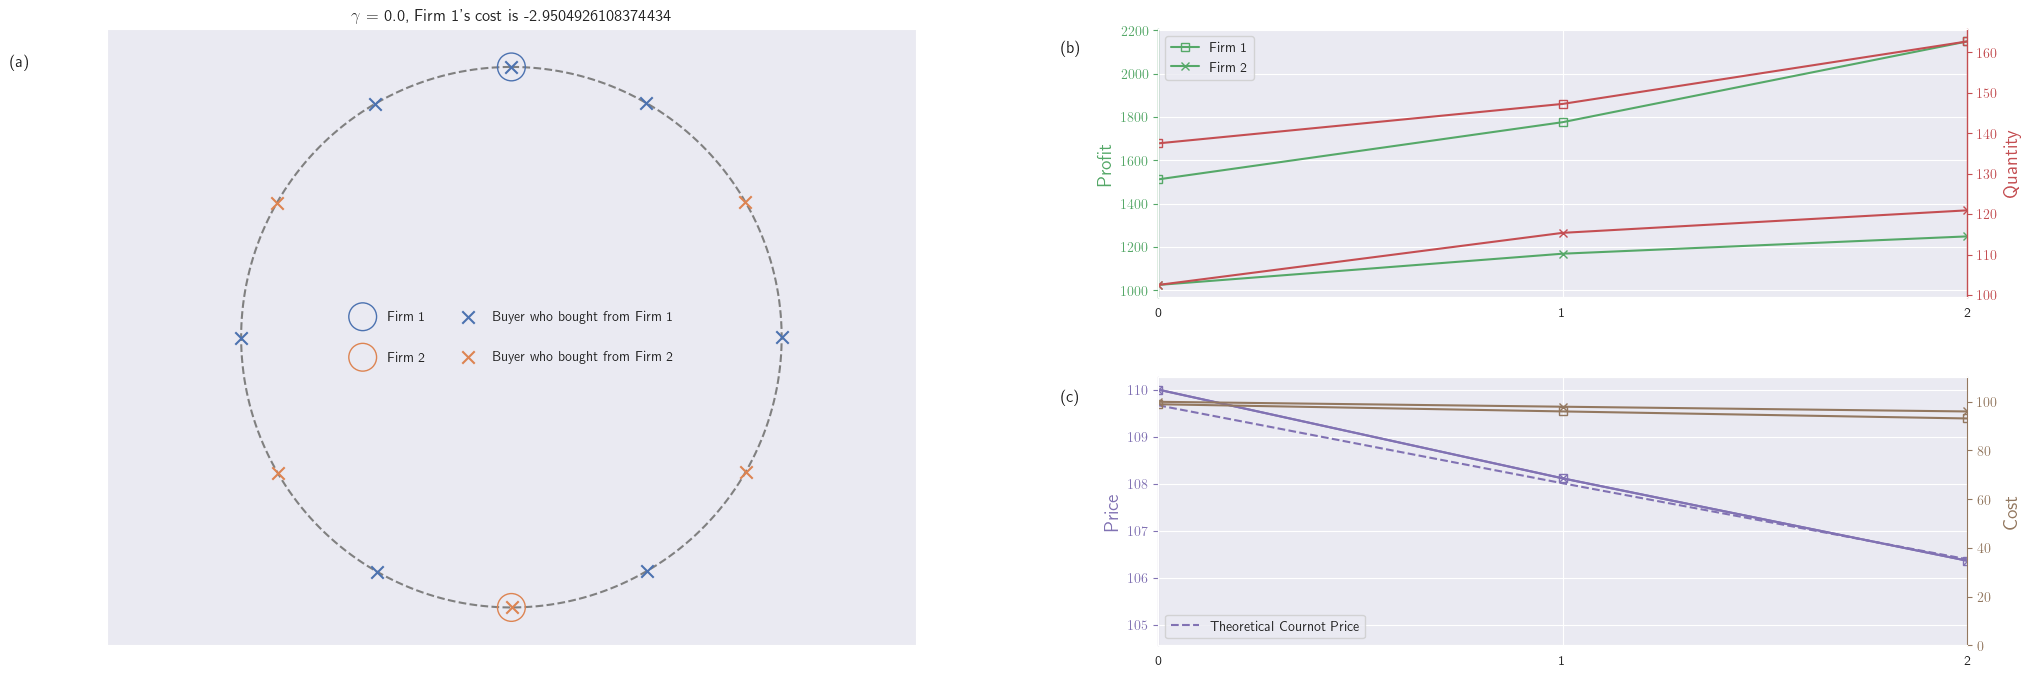 γ = 0.0, Firm 1's cost is -2.9504926108374434
(a)
Firm 1
Buyer who bought from Firm 1
Firm 2
Buyer who bought from Firm 2
(b)
Firm 1
Firm 2
Profit
2200
2000
1800
1600
1400
1200
1000
160
150
140
130
120
110
100
Quantity
0 1 2
(c)
Price
110
109
108
107
106
105
Theoretical Cournot Price
100
80
60
40
20
0
Cost
0 1 2